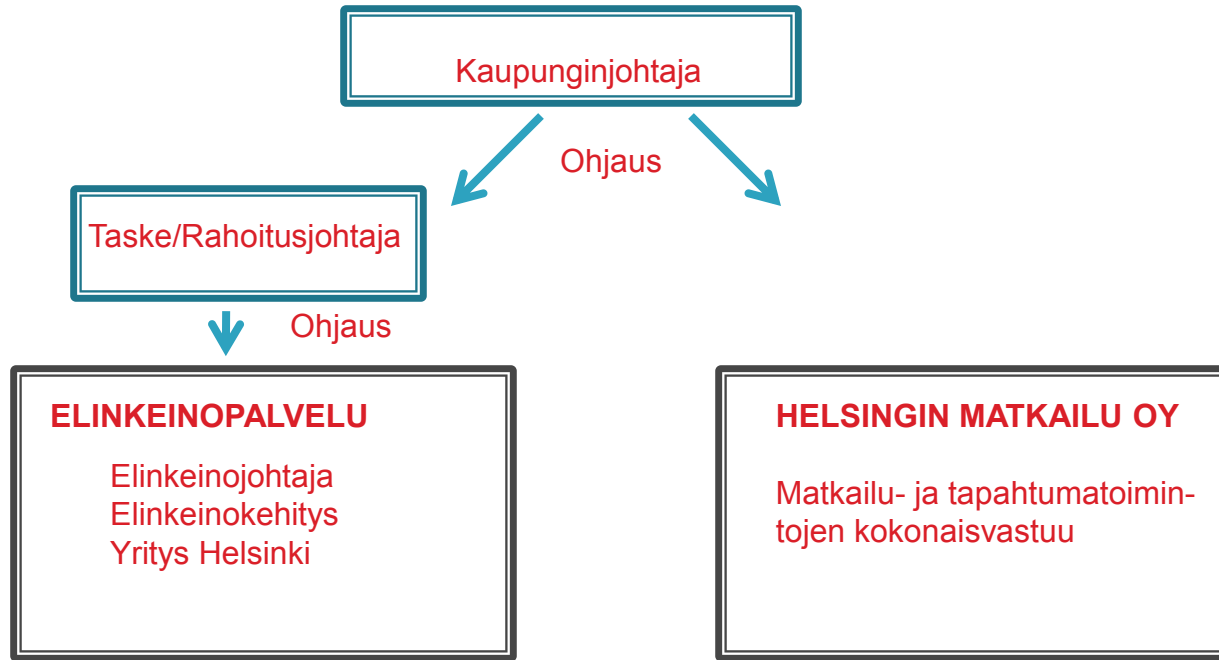 Kaupunginjohtaja
Ohjaus
Taske/Rahoitusjohtaja
Ohjaus
ELINKEINOPALVELU
Elinkeinojohtaja
Elinkeinokehitys
Yritys Helsinki
HELSINGIN MATKAILU OY
Matkailu- ja tapahtumatoimin-
tojen kokonaisvastuu